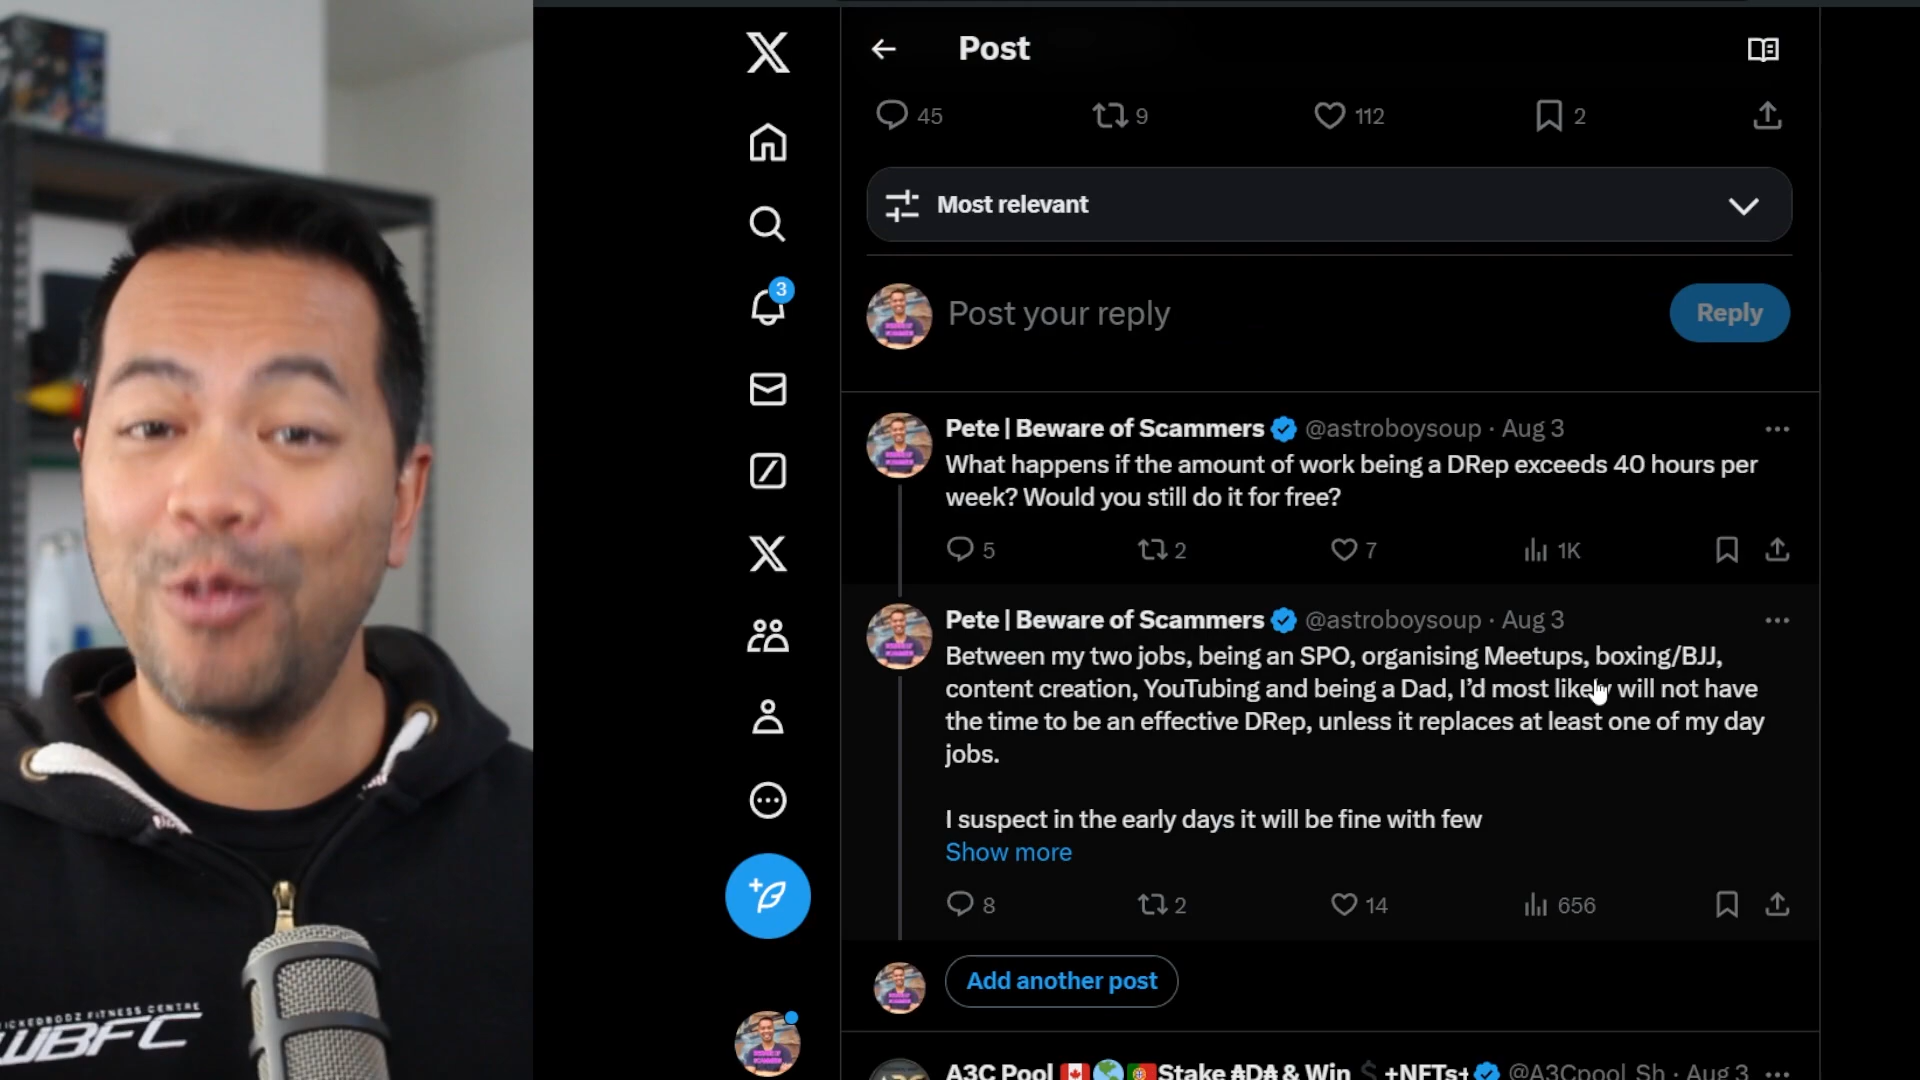 Post
45
9
112
2
Most relevant
Post your reply
Reply
3
Pete | Beware of Scammers @astroboysoup · Aug 3
What happens if the amount of work being a DRep exceeds 40 hours per
week? Would you still do it for free?
5
2
7
1K
Pete | Beware of Scammers @astroboysoup · Aug 3
Between my two jobs, being an SPO, organising Meetups, boxing/BJJ,
content creation, YouTubing and being a Dad, I’d most likely will not have
the time to be an effective DRep, unless it replaces at least one of my day
jobs.
I suspect in the early days it will be fine with few
Show more
8
2
14
656
Add another post
A3C Pool Stake ₳D₳ & Win +NFTs+ @A3Cpool_Sh · Aug 3
FITNESS CENTRE
WBFC